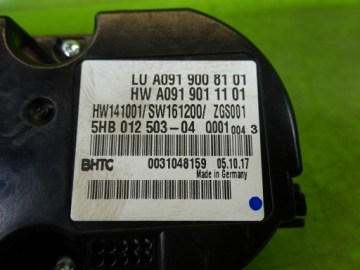 LU A091 900 81 01
HW A091 901 11 01
HW141001/SW161200/ ZGS001
5HB 012 503-04 Q001 004 3
BHTC 0031048159 05.10.17
Made in Germany